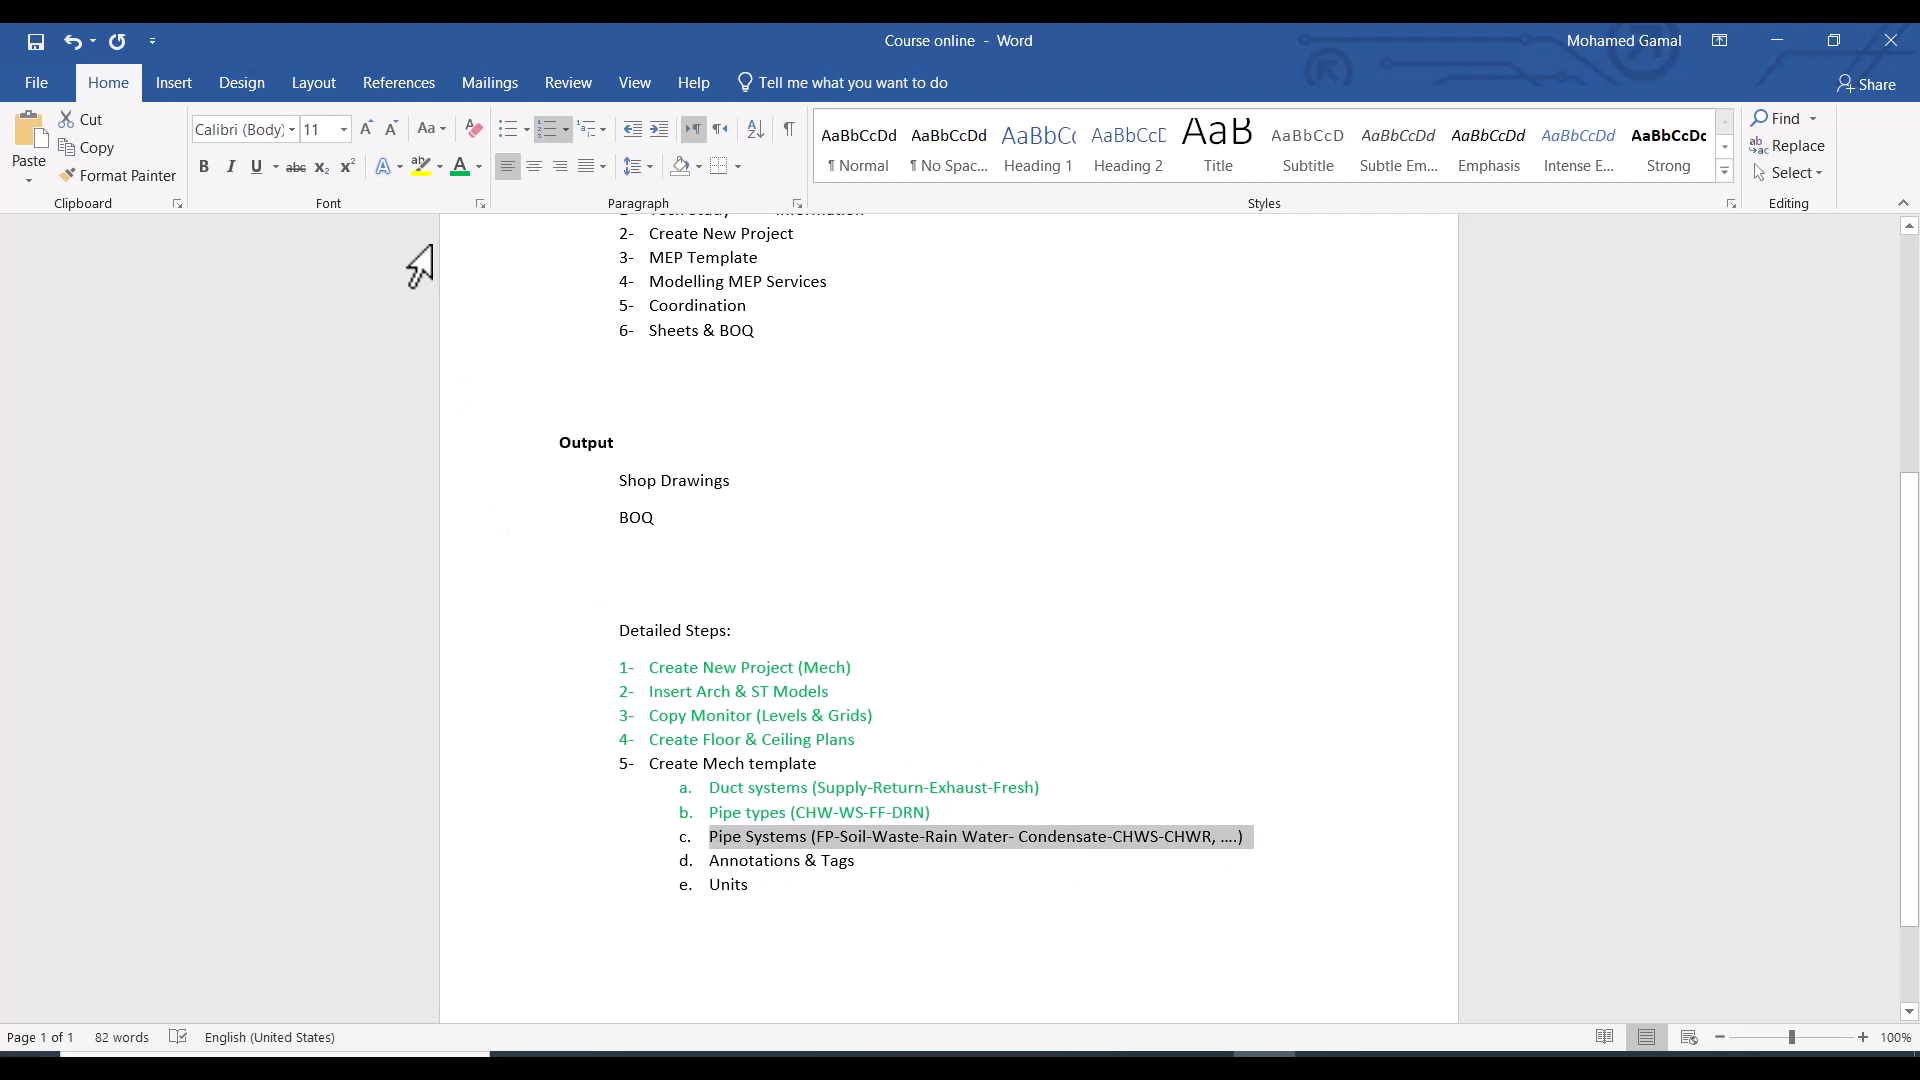 Course online - Word
Mohamed Gamal
File Home Insert Design Layout References Mailings Review View Help Tell me what you want to do
Share
Paste
Cut
Copy
Format Painter
Clipboard
Calibri (Body)
11
Font
Paragraph
AaBbCcDd AaBbCcDd AaBbC AaBbCcD AaB AaBbCcD AaBbCcDd AaBbCcDd AaBbCcDd AaBbCcDc
¶ Normal ¶ No Spac... Heading 1 Heading 2 Title Subtitle Subtle Em... Emphasis Intense E... Strong
Styles
Find
Replace
Select
Editing
2- Create New Project
3- MEP Template
4- Modelling MEP Services
5- Coordination
6- Sheets & BOQ
Output
Shop Drawings
BOQ
Detailed Steps:
1- Create New Project (Mech)
2- Insert Arch & ST Models
3- Copy Monitor (Levels & Grids)
4- Create Floor & Ceiling Plans
5- Create Mech template
a. Duct systems (Supply-Return-Exhaust-Fresh)
b. Pipe types (CHW-WS-FF-DRN)
c. Pipe Systems (FP-Soil-Waste-Rain Water- Condensate-CHWS-CHWR, ....)
d. Annotations & Tags
e. Units
Page 1 of 1 82 words English (United States)
100%